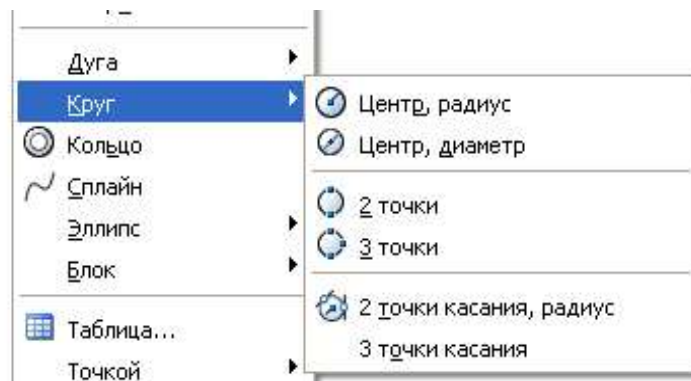 Дуга
Круг
Кольцо
Сплайн
Эллипс
Блок
Таблица...
Точкой
Центр, радиус
Центр, диаметр
2 точки
3 точки
2 точки касания, радиус
3 точки касания